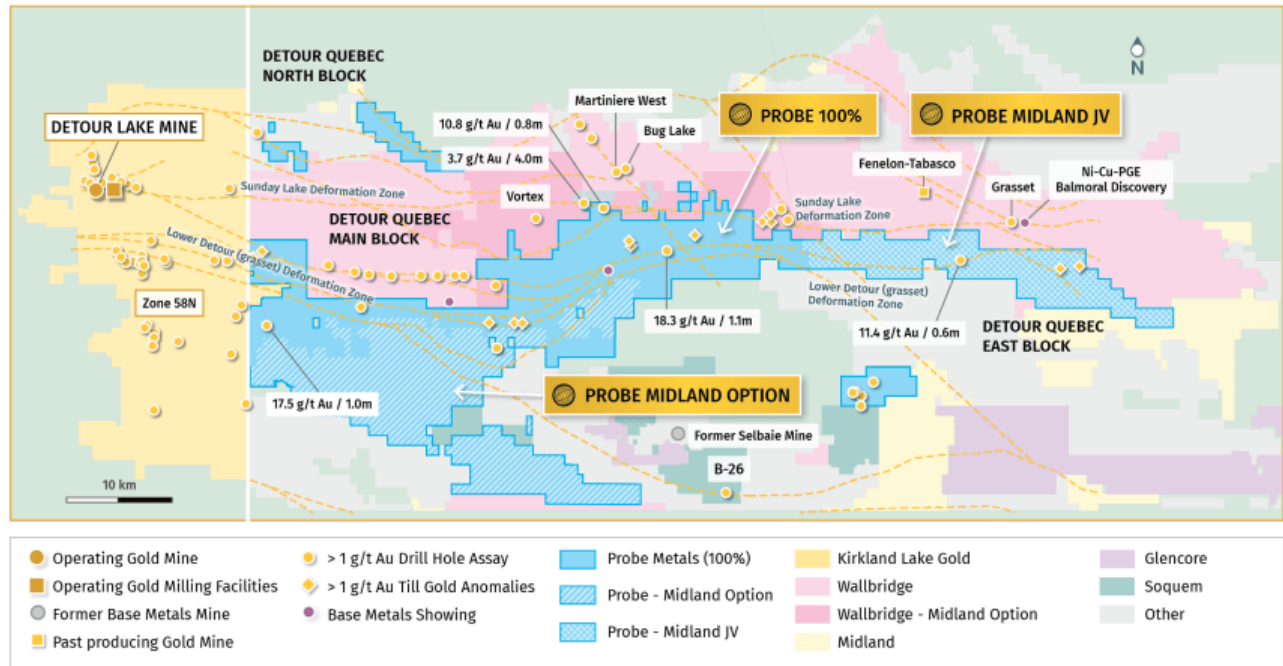 DETOUR QUEBEC
NORTH BLOCK
N
Martiniere West
DETOUR LAKE MINE
10.8 g/t Au / 0.8m
Bug Lake
PROBE 100%
PROBE MIDLAND JV
3.7 g/t Au / 4.0m
Fenelon-Tabasco
Ni-Cu-PGE
Balmoral Discovery
Grasset
Sunday Lake Deformation Zone
Vortex
Sunday Lake
Deformation Zone
DETOUR QUEBEC
MAIN BLOCK
Lower Detour (grasset) Deformation Zone
Lower Detour (grasset)
Deformation Zone
Zone 58N
18.3 g/t Au / 1.1m
11.4 g/t Au / 0.6m
DETOUR QUEBEC
EAST BLOCK
17.5 g/t Au / 1.0m
PROBE MIDLAND OPTION
Former Selbaie Mine
B-26
10 km
Operating Gold Mine
Operating Gold Milling Facilities
Former Base Metals Mine
Past producing Gold Mine
> 1 g/t Au Drill Hole Assay
> 1 g/t Au Till Gold Anomalies
Base Metals Showing
Probe Metals (100%)
Probe - Midland Option
Probe - Midland JV
Kirkland Lake Gold
Wallbridge
Wallbridge - Midland Option
Midland
Glencore
Soquem
Other